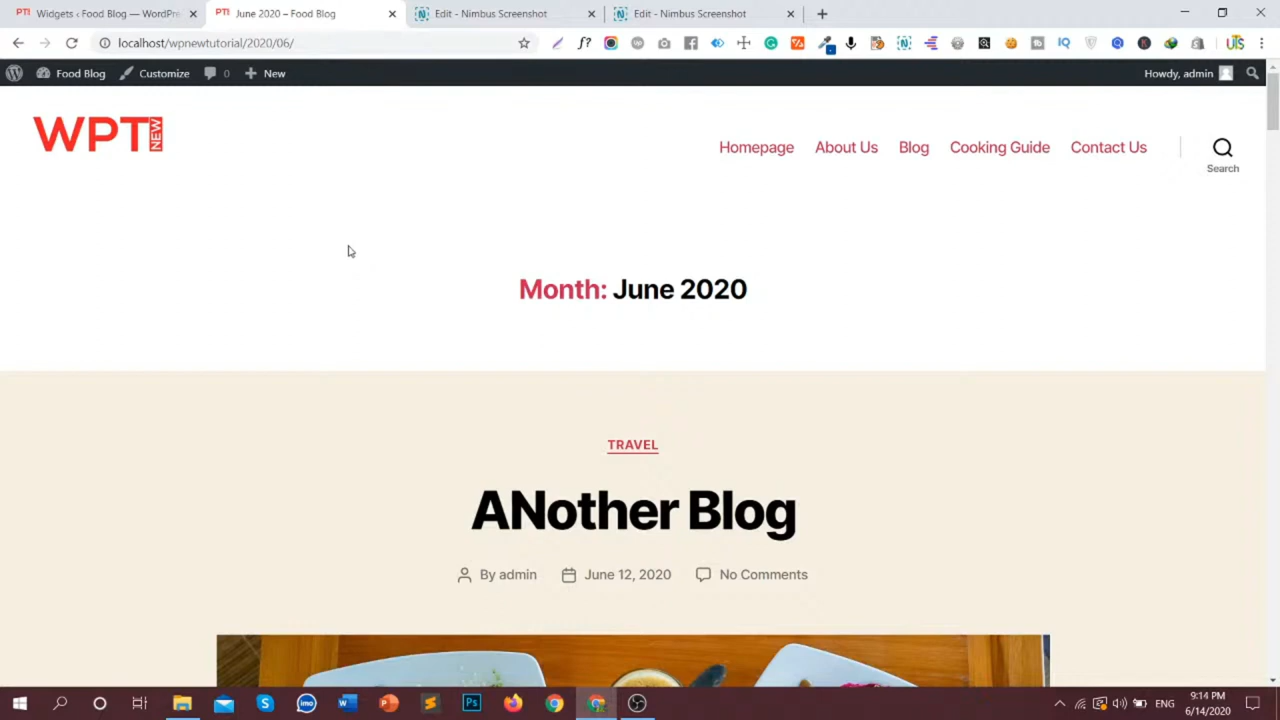 Widgets ‹ Food Blog — WordPre
June 2020 – Food Blog
Edit - Nimbus Screenshot
Edit - Nimbus Screenshot
localhost/wpnewtutorial/2020/06/
Food Blog
Customize
0
New
Howdy, admin
WPT NEW
Homepage
About Us
Blog
Cooking Guide
Contact Us
Search
Month: June 2020
TRAVEL
ANother Blog
By admin
June 12, 2020
No Comments
ENG
9:14 PM
6/14/2020